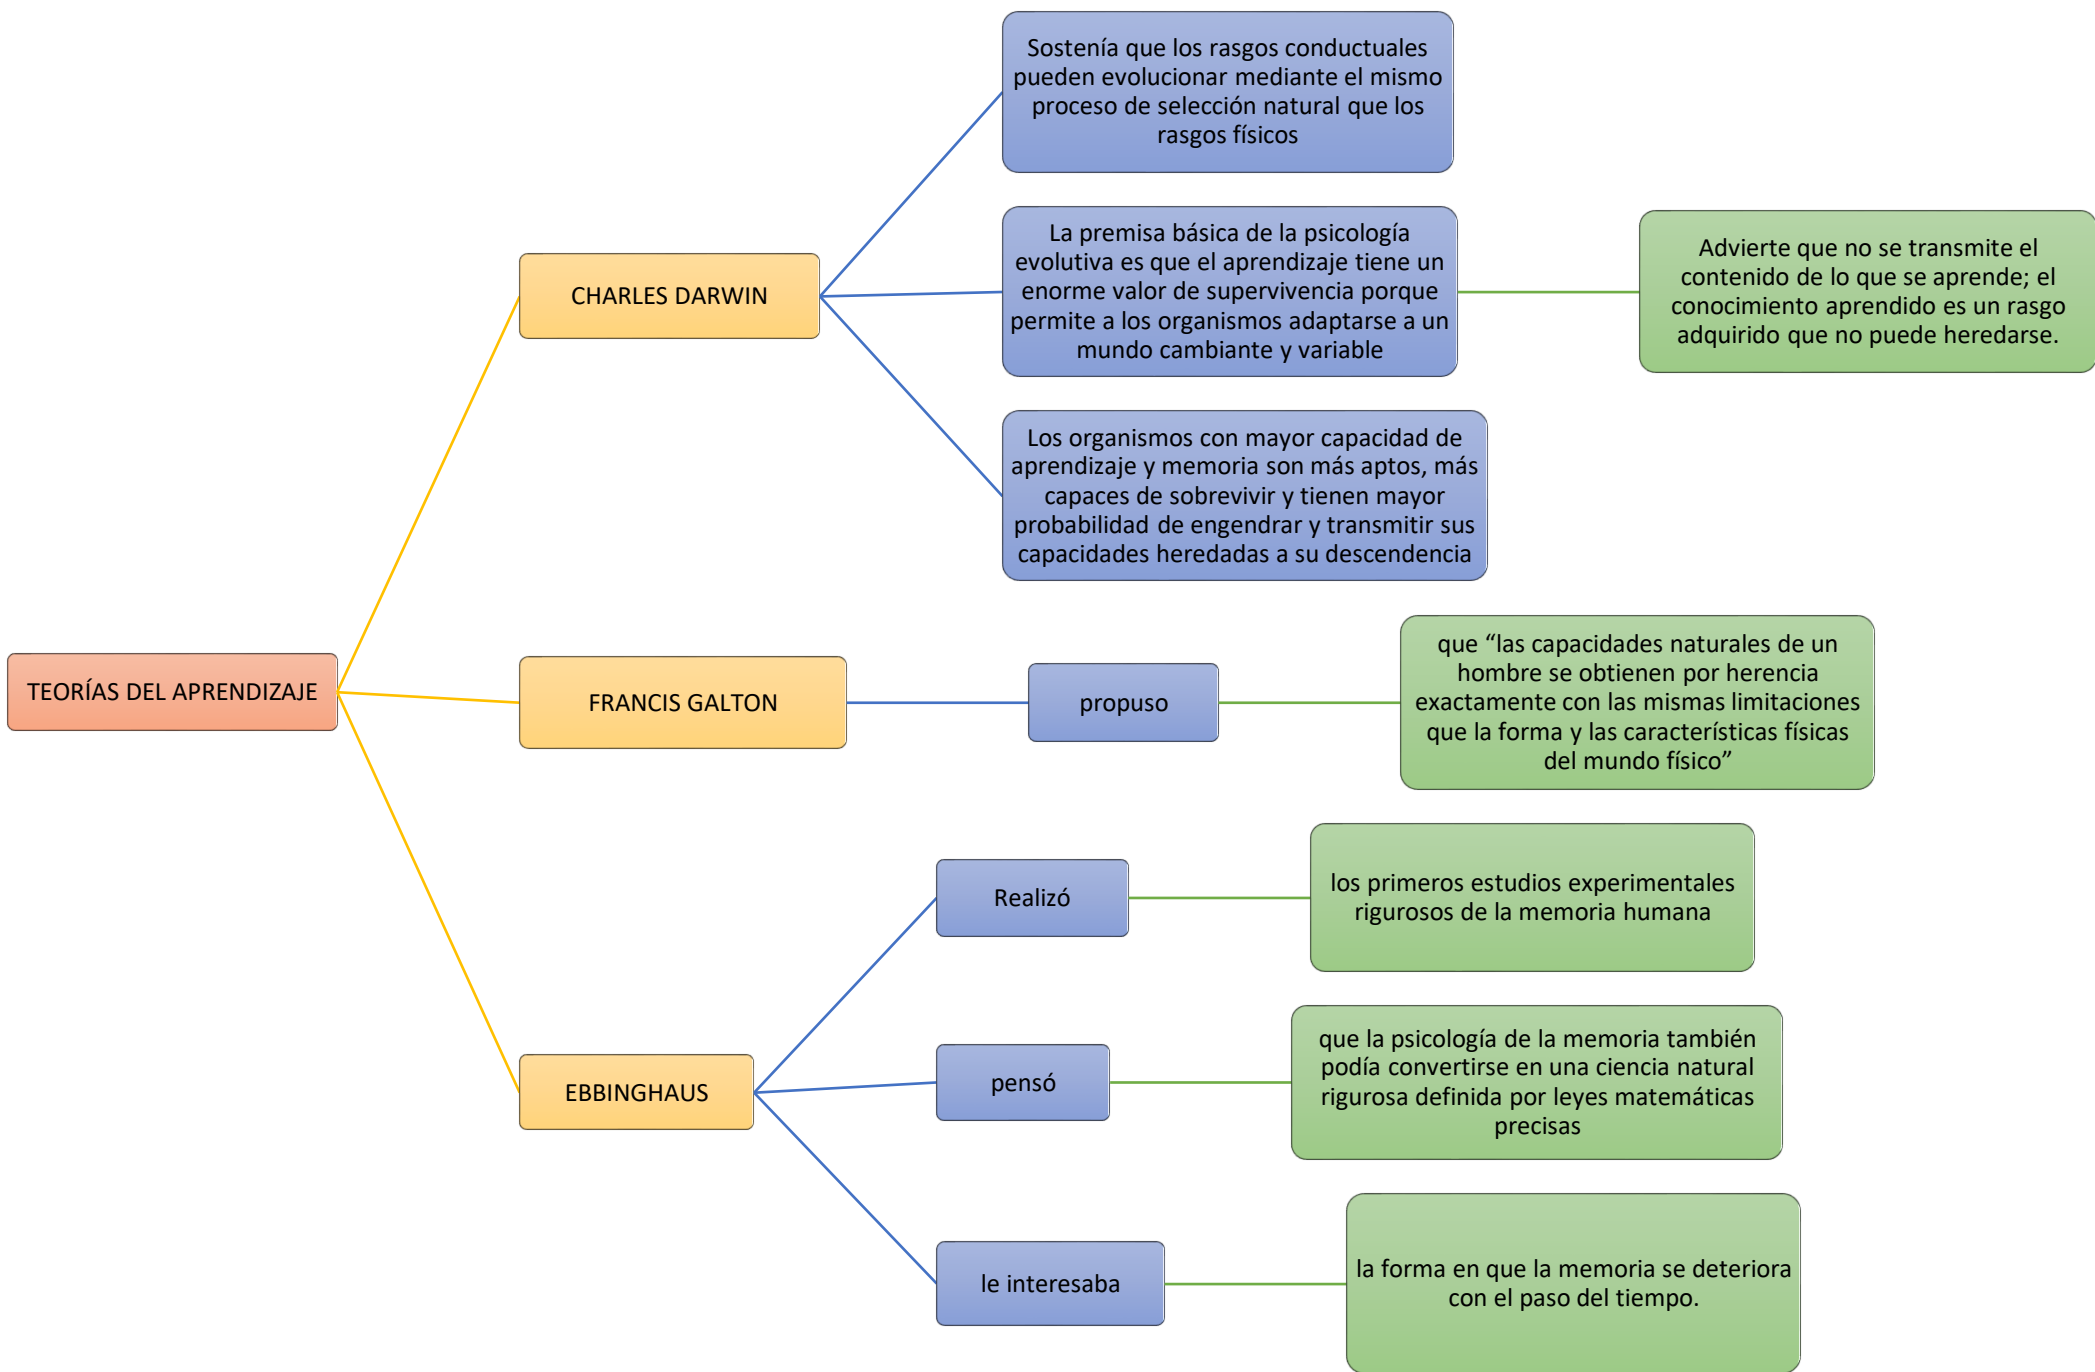 TEORÍAS DEL APRENDIZAJE
CHARLES DARWIN
Sostenía que los rasgos conductuales
pueden evolucionar mediante el mismo
proceso de selección natural que los
rasgos físicos
La premisa básica de la psicología
evolutiva es que el aprendizaje tiene un
enorme valor de supervivencia porque
permite a los organismos adaptarse a un
mundo cambiante y variable
Advierte que no se transmite el
contenido de lo que se aprende; el
conocimiento aprendido es un rasgo
adquirido que no puede heredarse.
Los organismos con mayor capacidad de
aprendizaje y memoria son más aptos, más
capaces de sobrevivir y tienen mayor
probabilidad de engendrar y transmitir sus
capacidades heredadas a su descendencia
FRANCIS GALTON
propuso
que “las capacidades naturales de un
hombre se obtienen por herencia
exactamente con las mismas limitaciones
que la forma y las características físicas
del mundo físico”
EBBINGHAUS
Realizó
los primeros estudios experimentales
rigurosos de la memoria humana
pensó
que la psicología de la memoria también
podía convertirse en una ciencia natural
rigurosa definida por leyes matemáticas
precisas
le interesaba
la forma en que la memoria se deteriora
con el paso del tiempo.